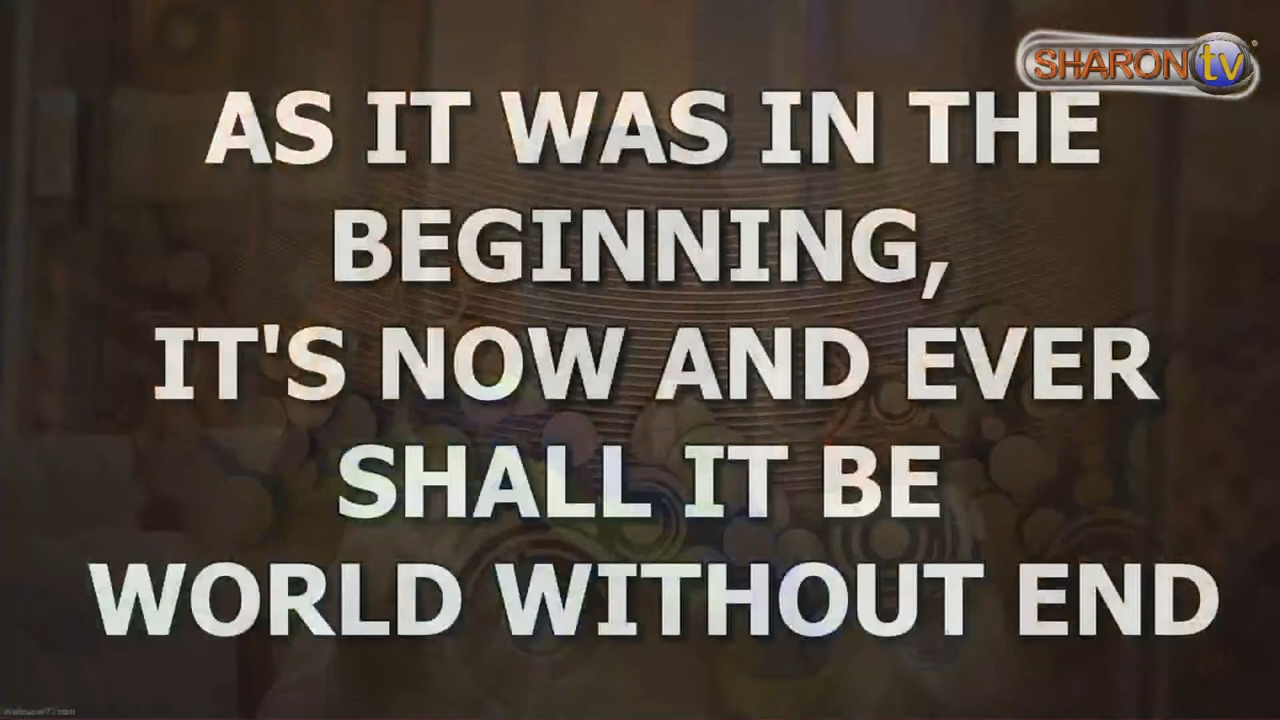 SHARON tv
AS IT WAS IN THE
BEGINNING,
IT'S NOW AND EVER
SHALL IT BE
WORLD WITHOUT END